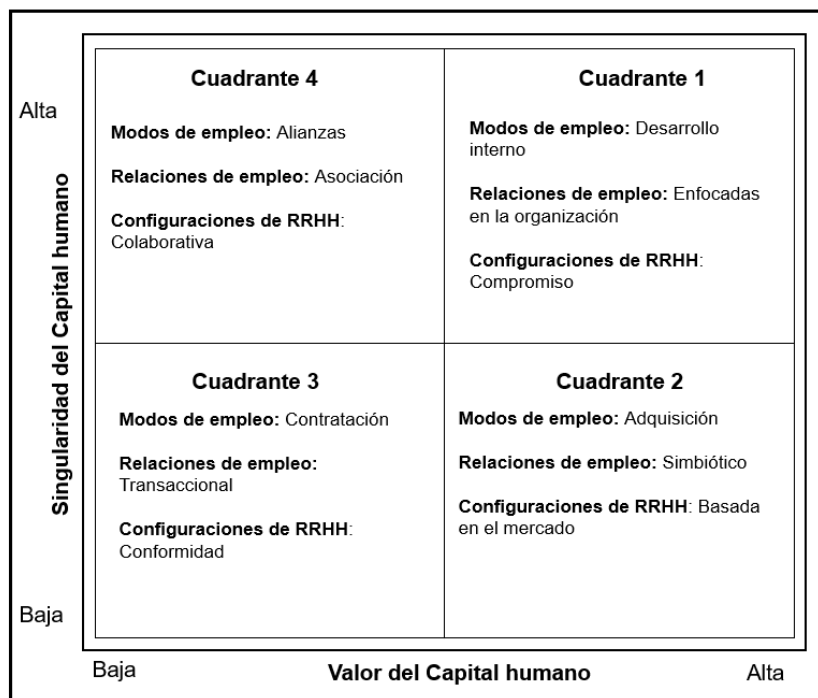 Cuadrante 4
Modos de empleo: Alianzas
Relaciones de empleo: Asociación
Configuraciones de RRHH:
Colaborativa
Cuadrante 1
Modos de empleo: Desarrollo
interno
Relaciones de empleo: Enfocadas
en la organización
Configuraciones de RRHH:
Compromiso
Cuadrante 3
Modos de empleo: Contratación
Relaciones de empleo:
Transaccional
Configuraciones de RRHH:
Conformidad
Cuadrante 2
Modos de empleo: Adquisición
Relaciones de empleo: Simbiótico
Configuraciones de RRHH: Basada
en el mercado
Alta
Singularidad del Capital humano
Baja
Baja
Valor del Capital humano
Alta